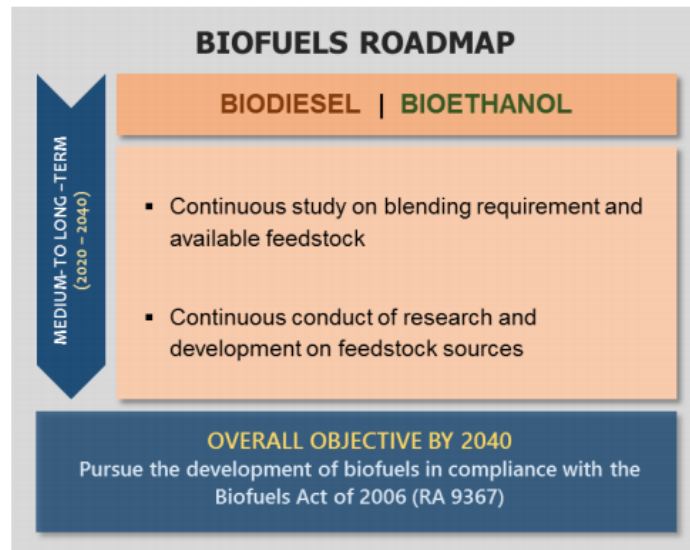 BIOFUELS ROADMAP
BIODIESEL | BIOETHANOL
MEDIUM-TO LONG -TERM
(2020 – 2040)
▪ Continuous study on blending requirement and
available feedstock
▪ Continuous conduct of research and
development on feedstock sources
OVERALL OBJECTIVE BY 2040
Pursue the development of biofuels in compliance with the
Biofuels Act of 2006 (RA 9367)